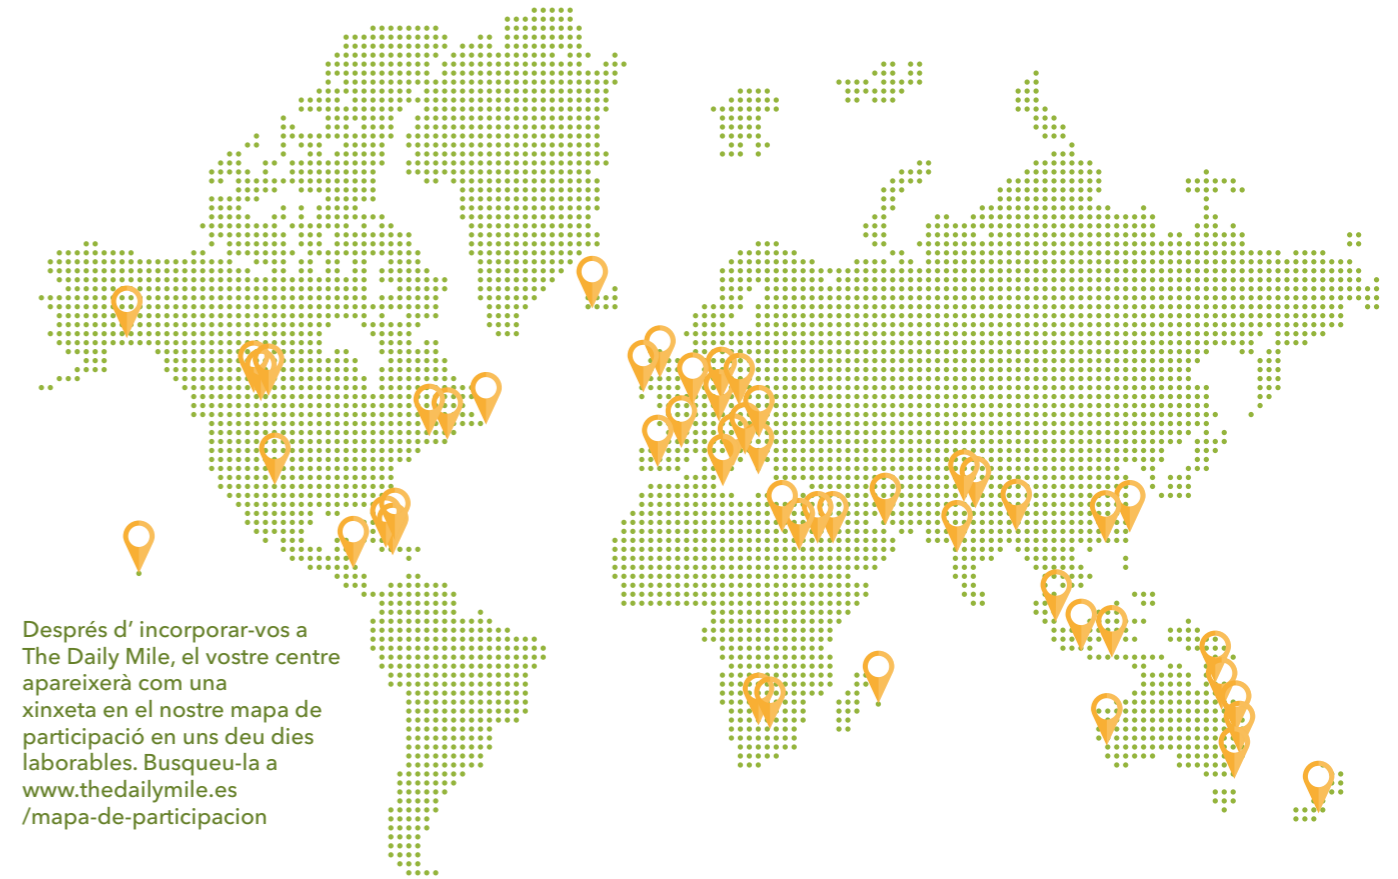 Després d’ incorporar-vos a
The Daily Mile, el vostre centre
apareixerà com una
xinxeta en el nostre mapa de
participació en uns deu dies
laborables. Busqueu-la a
www.thedailymile.es
/mapa-de-participacion